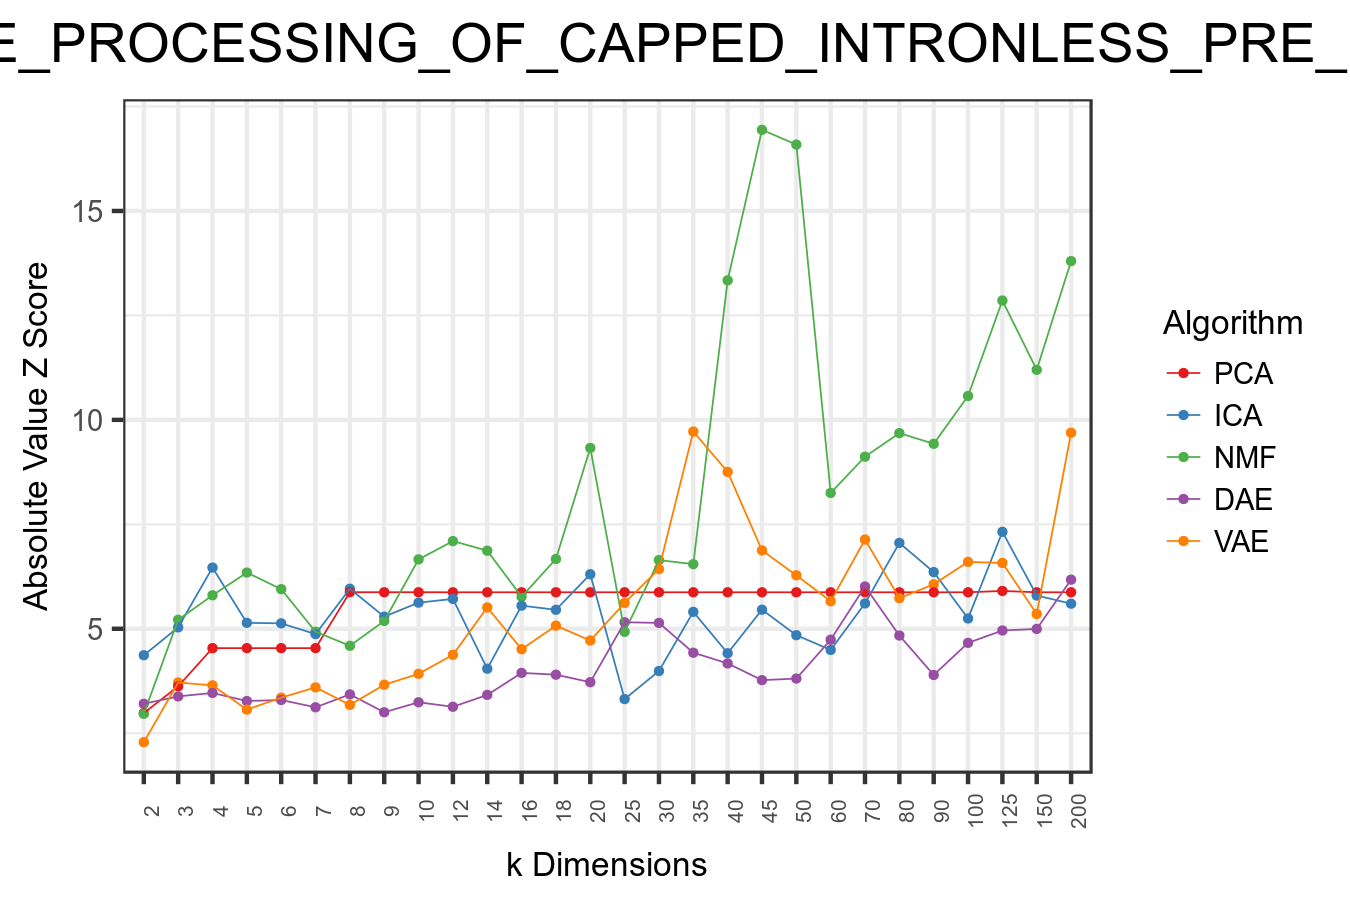 E_PROCESSING_OF_CAPPED_INTRONLESS_PRE_
Absolute Value Z Score
15
10
5
2 3 4 5 6 7 8 9 10 12 14 16 18 20 25 30 35 40 45 50 60 70 80 90 100 125 150 200
k Dimensions
Algorithm
PCA
ICA
NMF
DAE
VAE